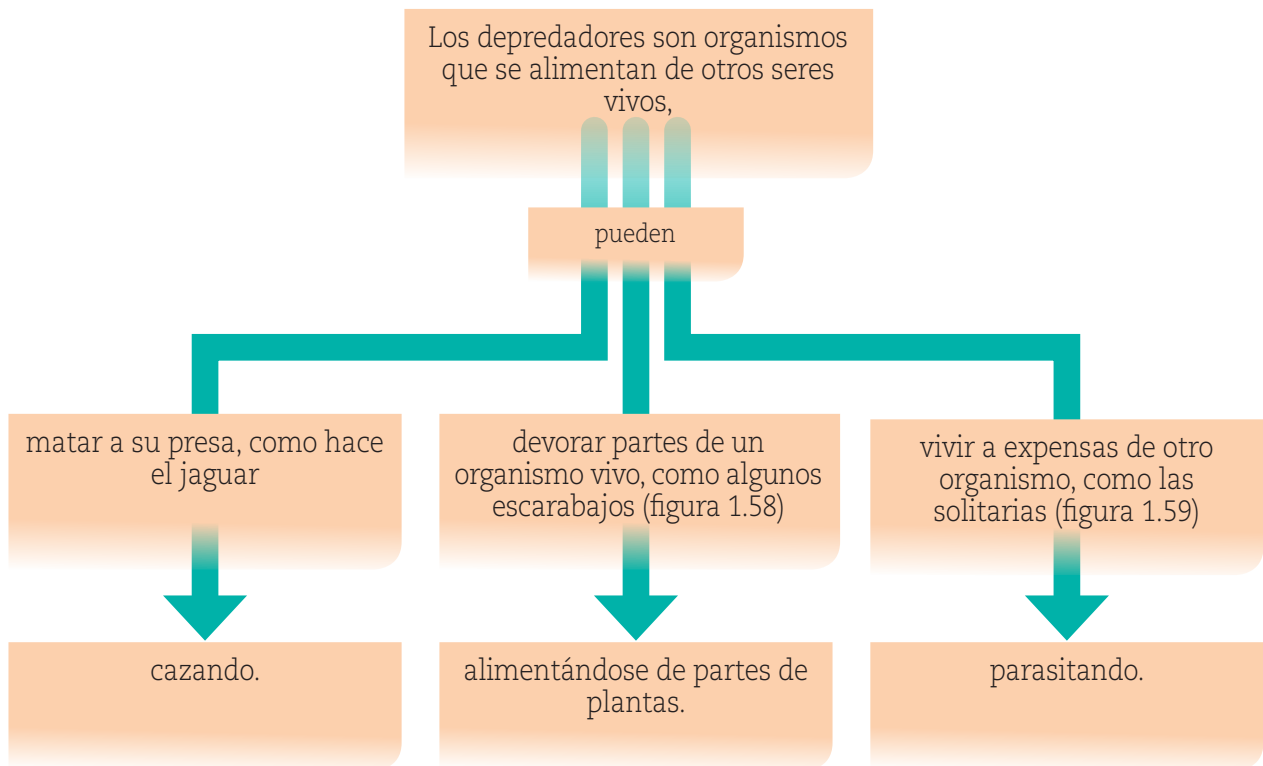 Los depredadores son organismos
que se alimentan de otros seres
vivos,
pueden
matar a su presa, como hace
el jaguar
devorar partes de un
organismo vivo, como algunos
escarabajos (figura 1.58)
vivir a expensas de otro
organismo, como las
solitarias (figura 1.59)
cazando.
alimentándose de partes de
plantas.
parasitando.